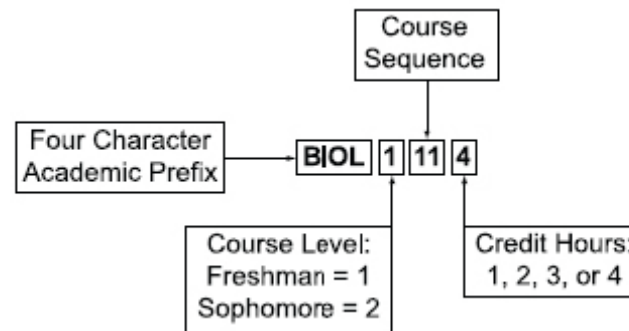 Course
Sequence
Four Character
Academic Prefix
BIOL 1 11 4
Course Level:
Freshman = 1
Sophomore = 2
Credit Hours:
1, 2, 3, or 4